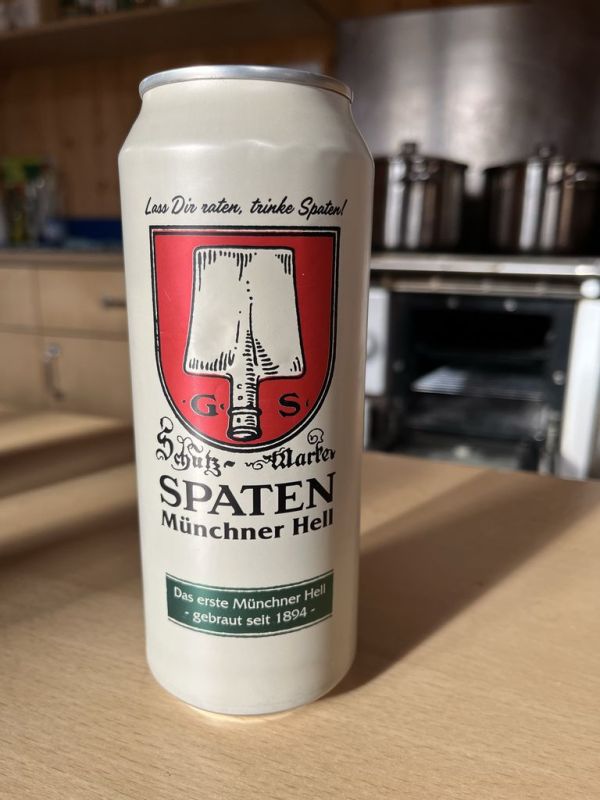 Lass Dir raten, trinke Spaten!
· G · S ·
Schutz- Marke
SPATEN
Münchner Hell
Das erste Münchner Hell
- gebraut seit 1894 -